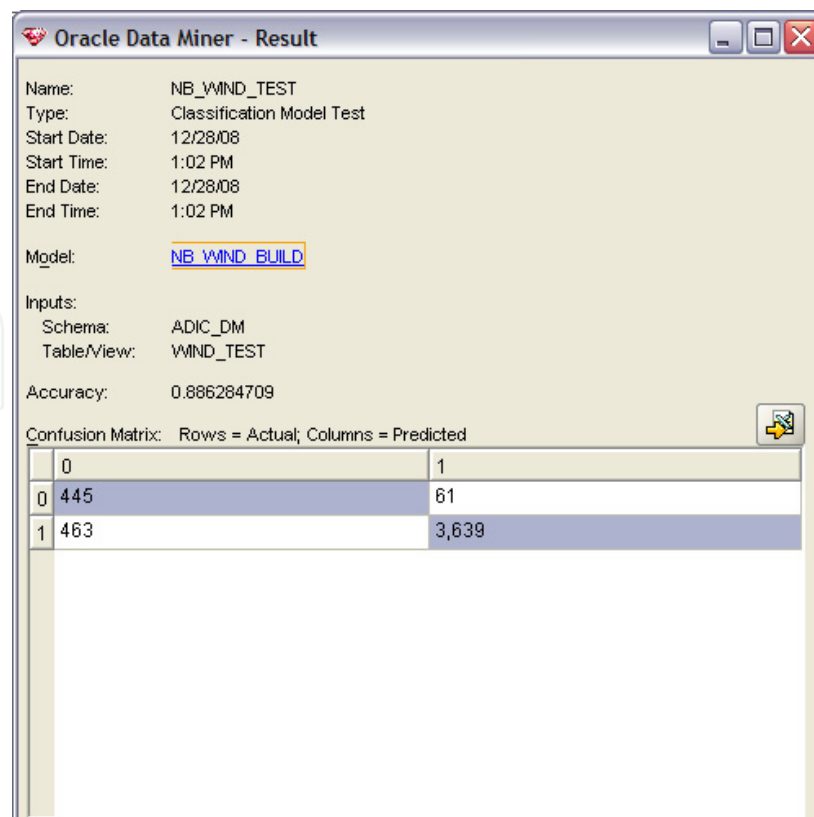 Oracle Data Miner - Result
Name: NB_WIND_TEST
Type: Classification Model Test
Start Date: 12/28/08
Start Time: 1:02 PM
End Date: 12/28/08
End Time: 1:02 PM
Model: NB_WIND_BUILD
Inputs:
Schema: ADIC_DM
Table/View: WIND_TEST
Accuracy: 0.886284709
Confusion Matrix: Rows = Actual; Columns = Predicted
0 1
0 445 61
1 463 3,639